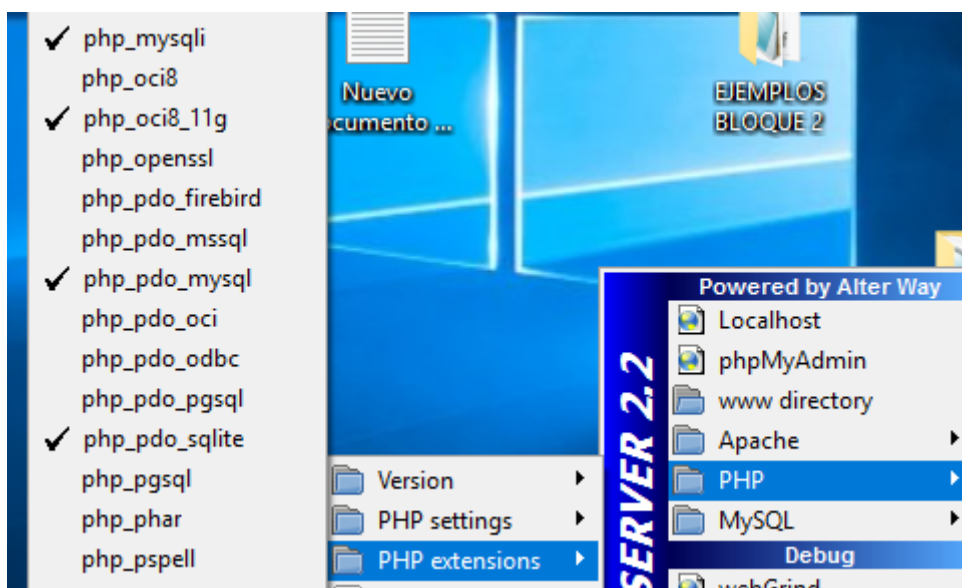 php_mysqli
php_oci8
php_oci8_11g
php_openssl
php_pdo_firebird
php_pdo_mssql
php_pdo_mysql
php_pdo_oci
php_pdo_odbc
php_pdo_pgsql
php_pdo_sqlite
php_pgsql
php_phar
php_pspell
Nuevo
ocumento ...
EJEMPLOS
BLOQUE 2
Version
PHP settings
PHP extensions
SERVER 2.2
Powered by Alter Way
Localhost
phpMyAdmin
www directory
Apache
PHP
MySQL
Debug
webGrind